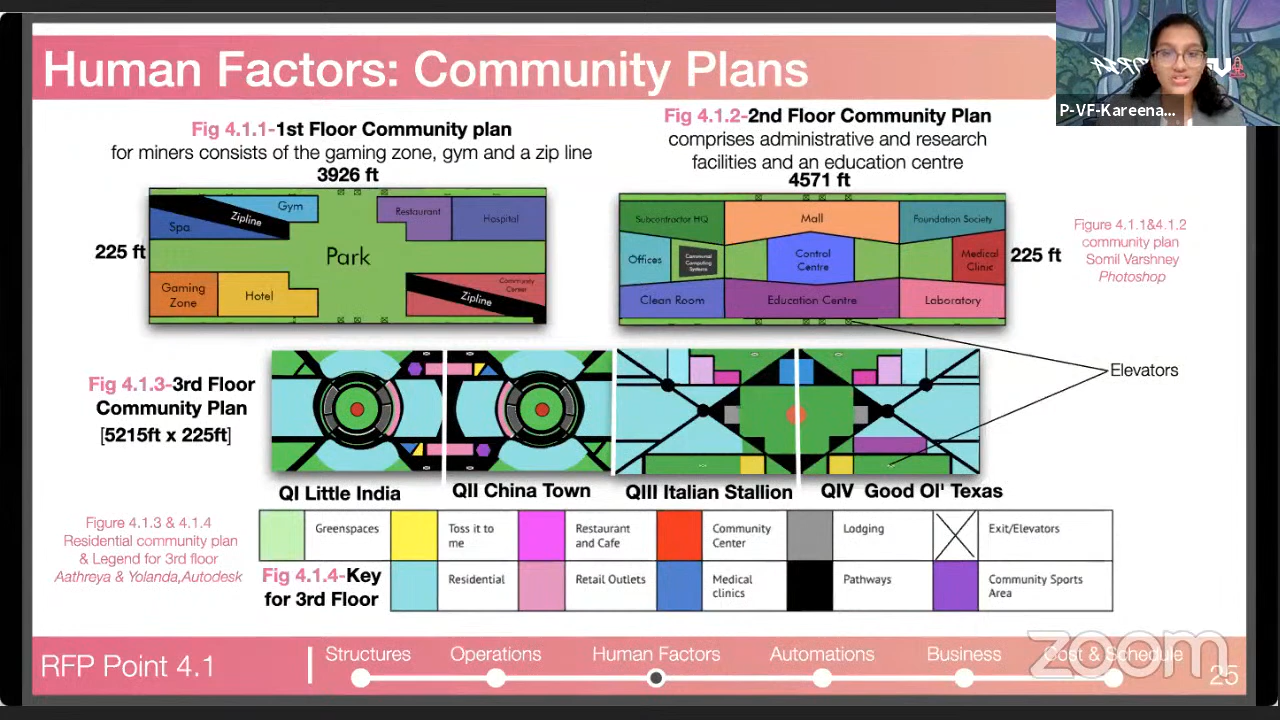 Human Factors: Community Plans
P-VF-Kareena...
Fig 4.1.1-1st Floor Community plan
for miners consists of the gaming zone, gym and a zip line
3926 ft
225 ft
Gym
Zipline
Spa
Restaurant
Hospital
Park
Gaming
Zone
Hotel
Community
Center
Zipline
Fig 4.1.2-2nd Floor Community Plan
comprises administrative and research
facilities and an education centre
4571 ft
Subcontractor HQ
Mall
Foundation Society
Offices
Communal
Computing
Systems
Control
Centre
Medical
Clinic
225 ft
Clean Room
Education Centre
Laboratory
Figure 4.1.1&4.1.2
community plan
Somil Varshney
Photoshop
Elevators
Fig 4.1.3-3rd Floor
Community Plan
[5215ft x 225ft]
QI Little India
QII China Town
QIII Italian Stallion
QIV Good Ol' Texas
Figure 4.1.3 & 4.1.4
Residential community plan
& Legend for 3rd floor
Aathreya & Yolanda,Autodesk
Fig 4.1.4-Key
for 3rd Floor
Greenspaces
Toss it to
me
Restaurant
and Cafe
Community
Center
Lodging
Exit/Elevators
Residential
Retail Outlets
Medical
clinics
Pathways
Community Sports
Area
RFP Point 4.1
Structures
Operations
Human Factors
Automations
Business
Cost & Schedule
zoom
25